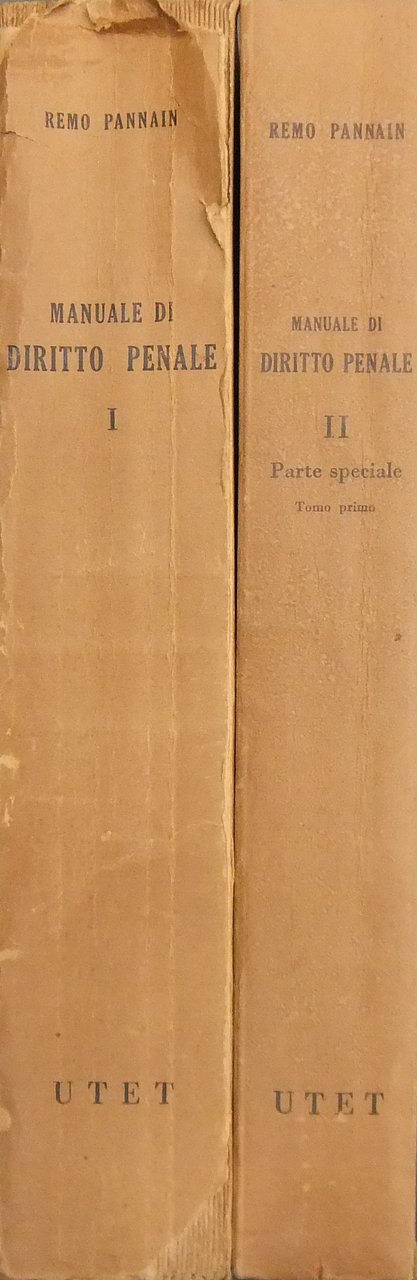 REMO PANNAIN
MANUALE DI
DIRITTO PENALE
I
UTET
REMO PANNAIN
MANUALE DI
DIRITTO PENALE
II
Parte speciale
Tomo primo
UTET